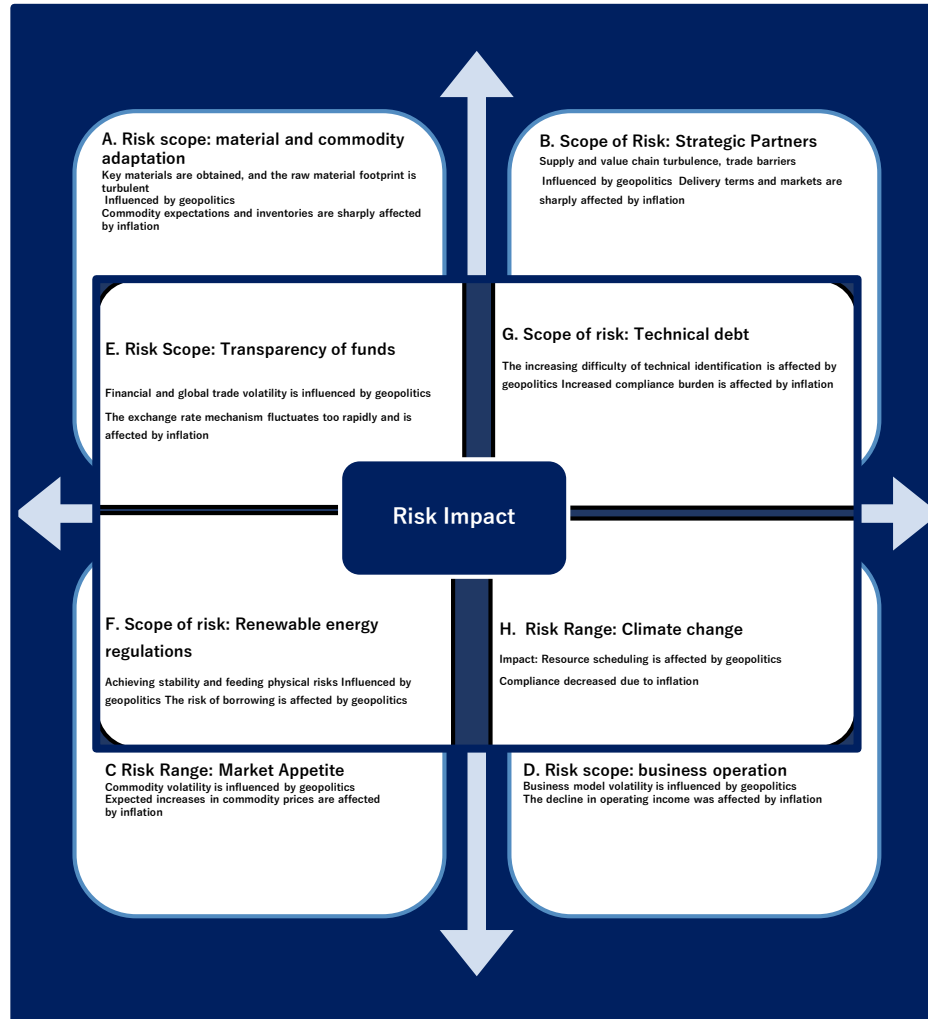 A. Risk scope: material and commodity
adaptation
Key materials are obtained, and the raw material footprint is
turbulent
Influenced by geopolitics
Commodity expectations and inventories are sharply affected
by inflation
B. Scope of Risk: Strategic Partners
Supply and value chain turbulence, trade barriers
Influenced by geopolitics Delivery terms and markets are
sharply affected by inflation
E. Risk Scope: Transparency of funds
Financial and global trade volatility is influenced by geopolitics
The exchange rate mechanism fluctuates too rapidly and is
affected by inflation
G. Scope of risk: Technical debt
The increasing difficulty of technical identification is affected by
geopolitics Increased compliance burden is affected by inflation
Risk Impact
F. Scope of risk: Renewable energy
regulations
Achieving stability and feeding physical risks Influenced by
geopolitics The risk of borrowing is affected by geopolitics
H. Risk Range: Climate change
Impact: Resource scheduling is affected by geopolitics
Compliance decreased due to inflation
C Risk Range: Market Appetite
Commodity volatility is influenced by geopolitics
Expected increases in commodity prices are affected
by inflation
D. Risk scope: business operation
Business model volatility is influenced by geopolitics
The decline in operating income was affected by inflation